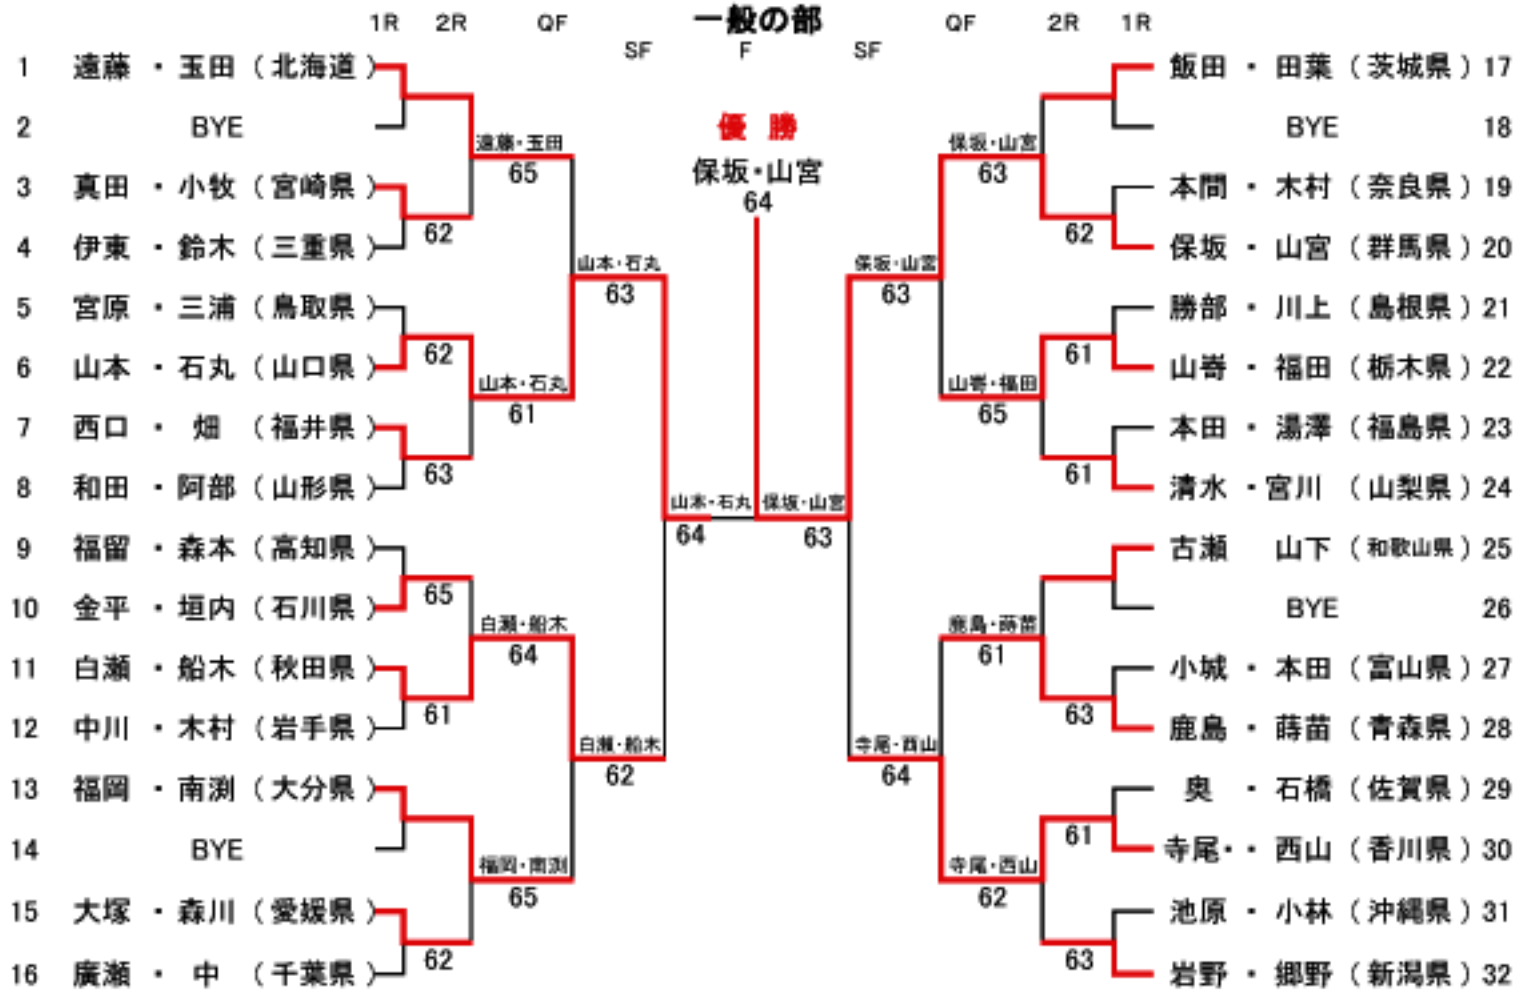 一般の部
1R 2R QF SF F SF QF 2R 1R
優 勝
保坂・山宮
64
1 遠藤 ・ 玉田 ( 北海道 )
2 BYE
遠藤・玉田
65
3 真田 ・ 小牧 ( 宮崎県 )
62
4 伊東 ・ 鈴木 ( 三重県 )
山本・石丸
63
5 宮原 ・ 三浦 ( 鳥取県 )
62
6 山本 ・ 石丸 ( 山口県 )
山本・石丸
61
7 西口 ・ 畑 ( 福井県 )
63
8 和田 ・ 阿部 ( 山形県 )
山本・石丸
64
9 福留 ・ 森本 ( 高知県 )
65
10 金平 ・ 垣内 ( 石川県 )
白瀬・船木
64
11 白瀬 ・ 船木 ( 秋田県 )
61
12 中川 ・ 木村 ( 岩手県 )
白瀬・船木
62
13 福岡 ・ 南渕 ( 大分県 )
14 BYE
福岡・南渕
65
15 大塚 ・ 森川 ( 愛媛県 )
62
16 廣瀬 ・ 中 ( 千葉県 )
飯田 ・ 田葉 ( 茨城県 ) 17
BYE 18
保坂・山宮
63
本間 ・ 木村 ( 奈良県 ) 19
62
保坂 ・ 山宮 ( 群馬県 ) 20
保坂・山宮
63
勝部 ・ 川上 ( 島根県 ) 21
61
山嵜 ・ 福田 ( 栃木県 ) 22
山嵜・福田
65
本田 ・ 湯澤 ( 福島県 ) 23
61
清水 ・ 宮川 ( 山梨県 ) 24
保坂・山宮
63
古瀬 山下 ( 和歌山県 ) 25
BYE 26
鹿島・蒔苗
61
小城 ・ 本田 ( 富山県 ) 27
63
鹿島 ・ 蒔苗 ( 青森県 ) 28
寺尾・西山
64
奥 ・ 石橋 ( 佐賀県 ) 29
61
寺尾・・ 西山 ( 香川県 ) 30
寺尾・西山
62
池原 ・ 小林 ( 沖縄県 ) 31
63
岩野 ・ 郷野 ( 新潟県 ) 32